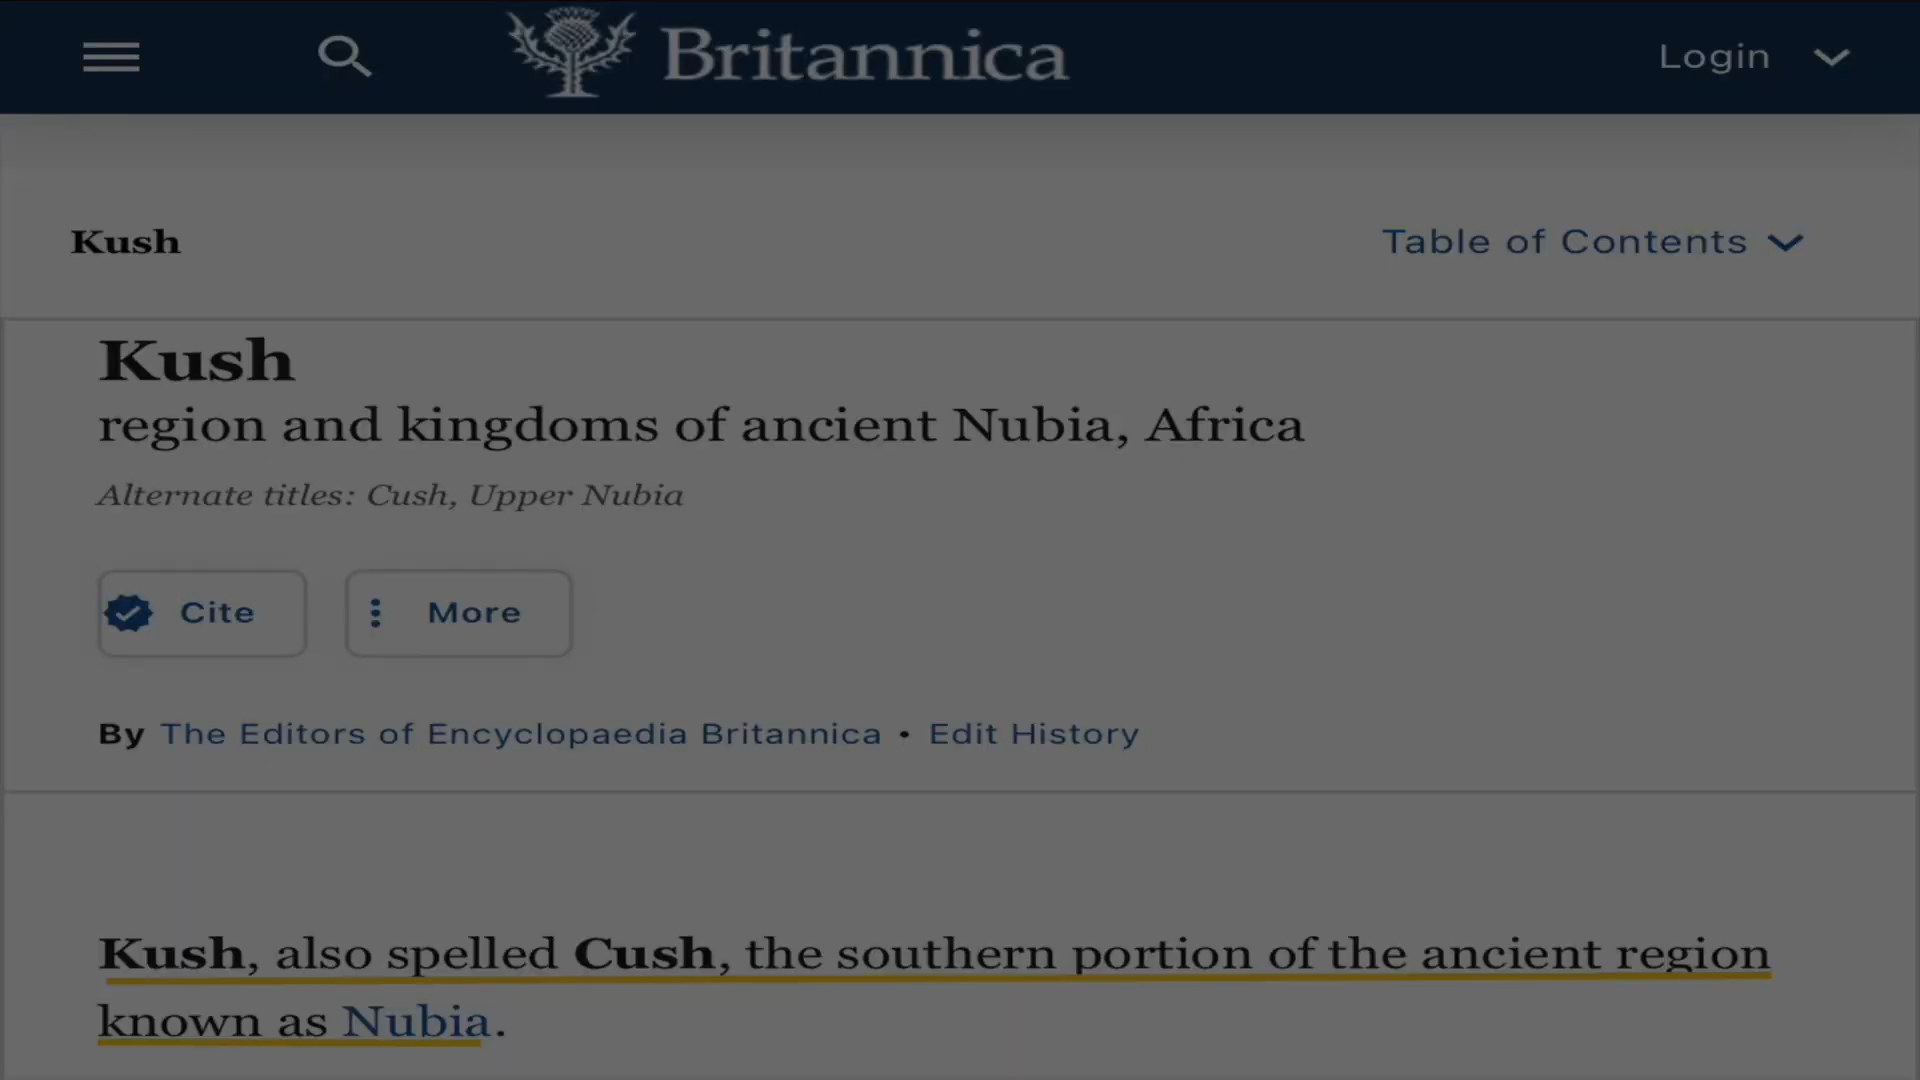 Britannica
Login
Kush
Table of Contents
Kush
region and kingdoms of ancient Nubia, Africa
Alternate titles: Cush, Upper Nubia
Cite
More
By The Editors of Encyclopaedia Britannica • Edit History
Kush, also spelled Cush, the southern portion of the ancient region
known as Nubia.